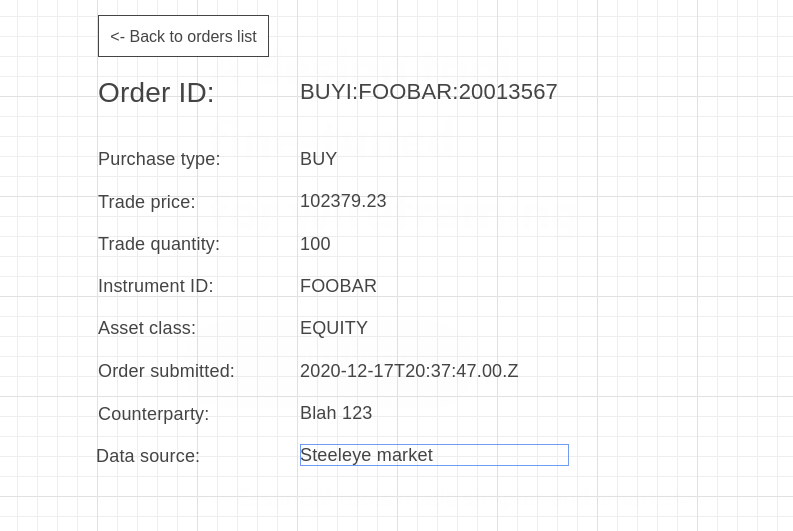 <- Back to orders list
Order ID: BUYI:FOOBAR:20013567
Purchase type: BUY
Trade price: 102379.23
Trade quantity: 100
Instrument ID: FOOBAR
Asset class: EQUITY
Order submitted: 2020-12-17T20:37:47.00.Z
Counterparty: Blah 123
Data source: Steeleye market